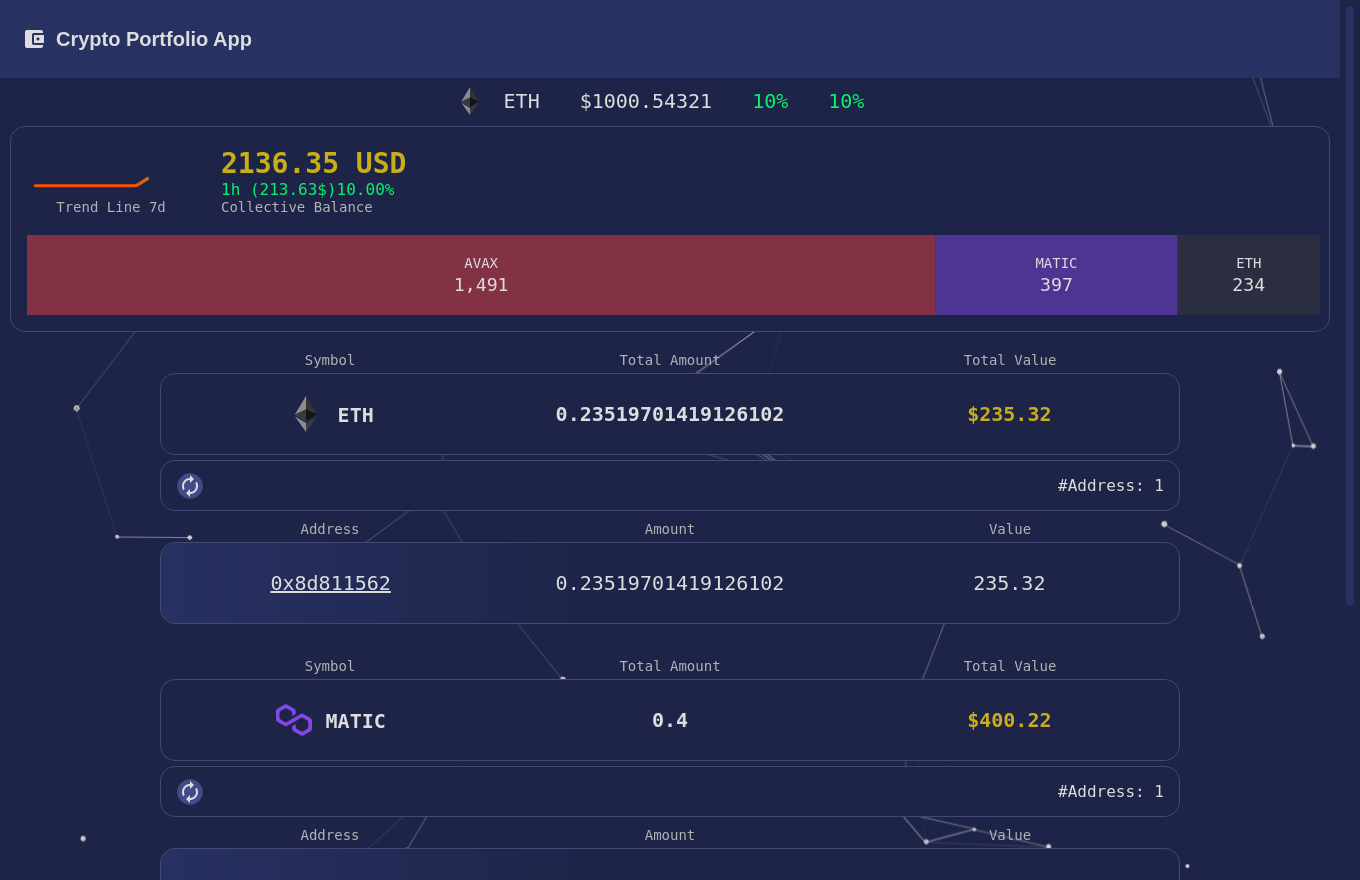 Crypto Portfolio App
ETH $1000.54321 10% 10%
2136.35 USD
1h (213.63$)10.00%
Trend Line 7d Collective Balance
AVAX MATIC ETH
1,491 397 234
Symbol Total Amount Total Value
ETH 0.23519701419126102 $235.32
#Address: 1
Address Amount Value
0x8d811562 0.23519701419126102 235.32
Symbol Total Amount Total Value
MATIC 0.4 $400.22
#Address: 1
Address Amount Value